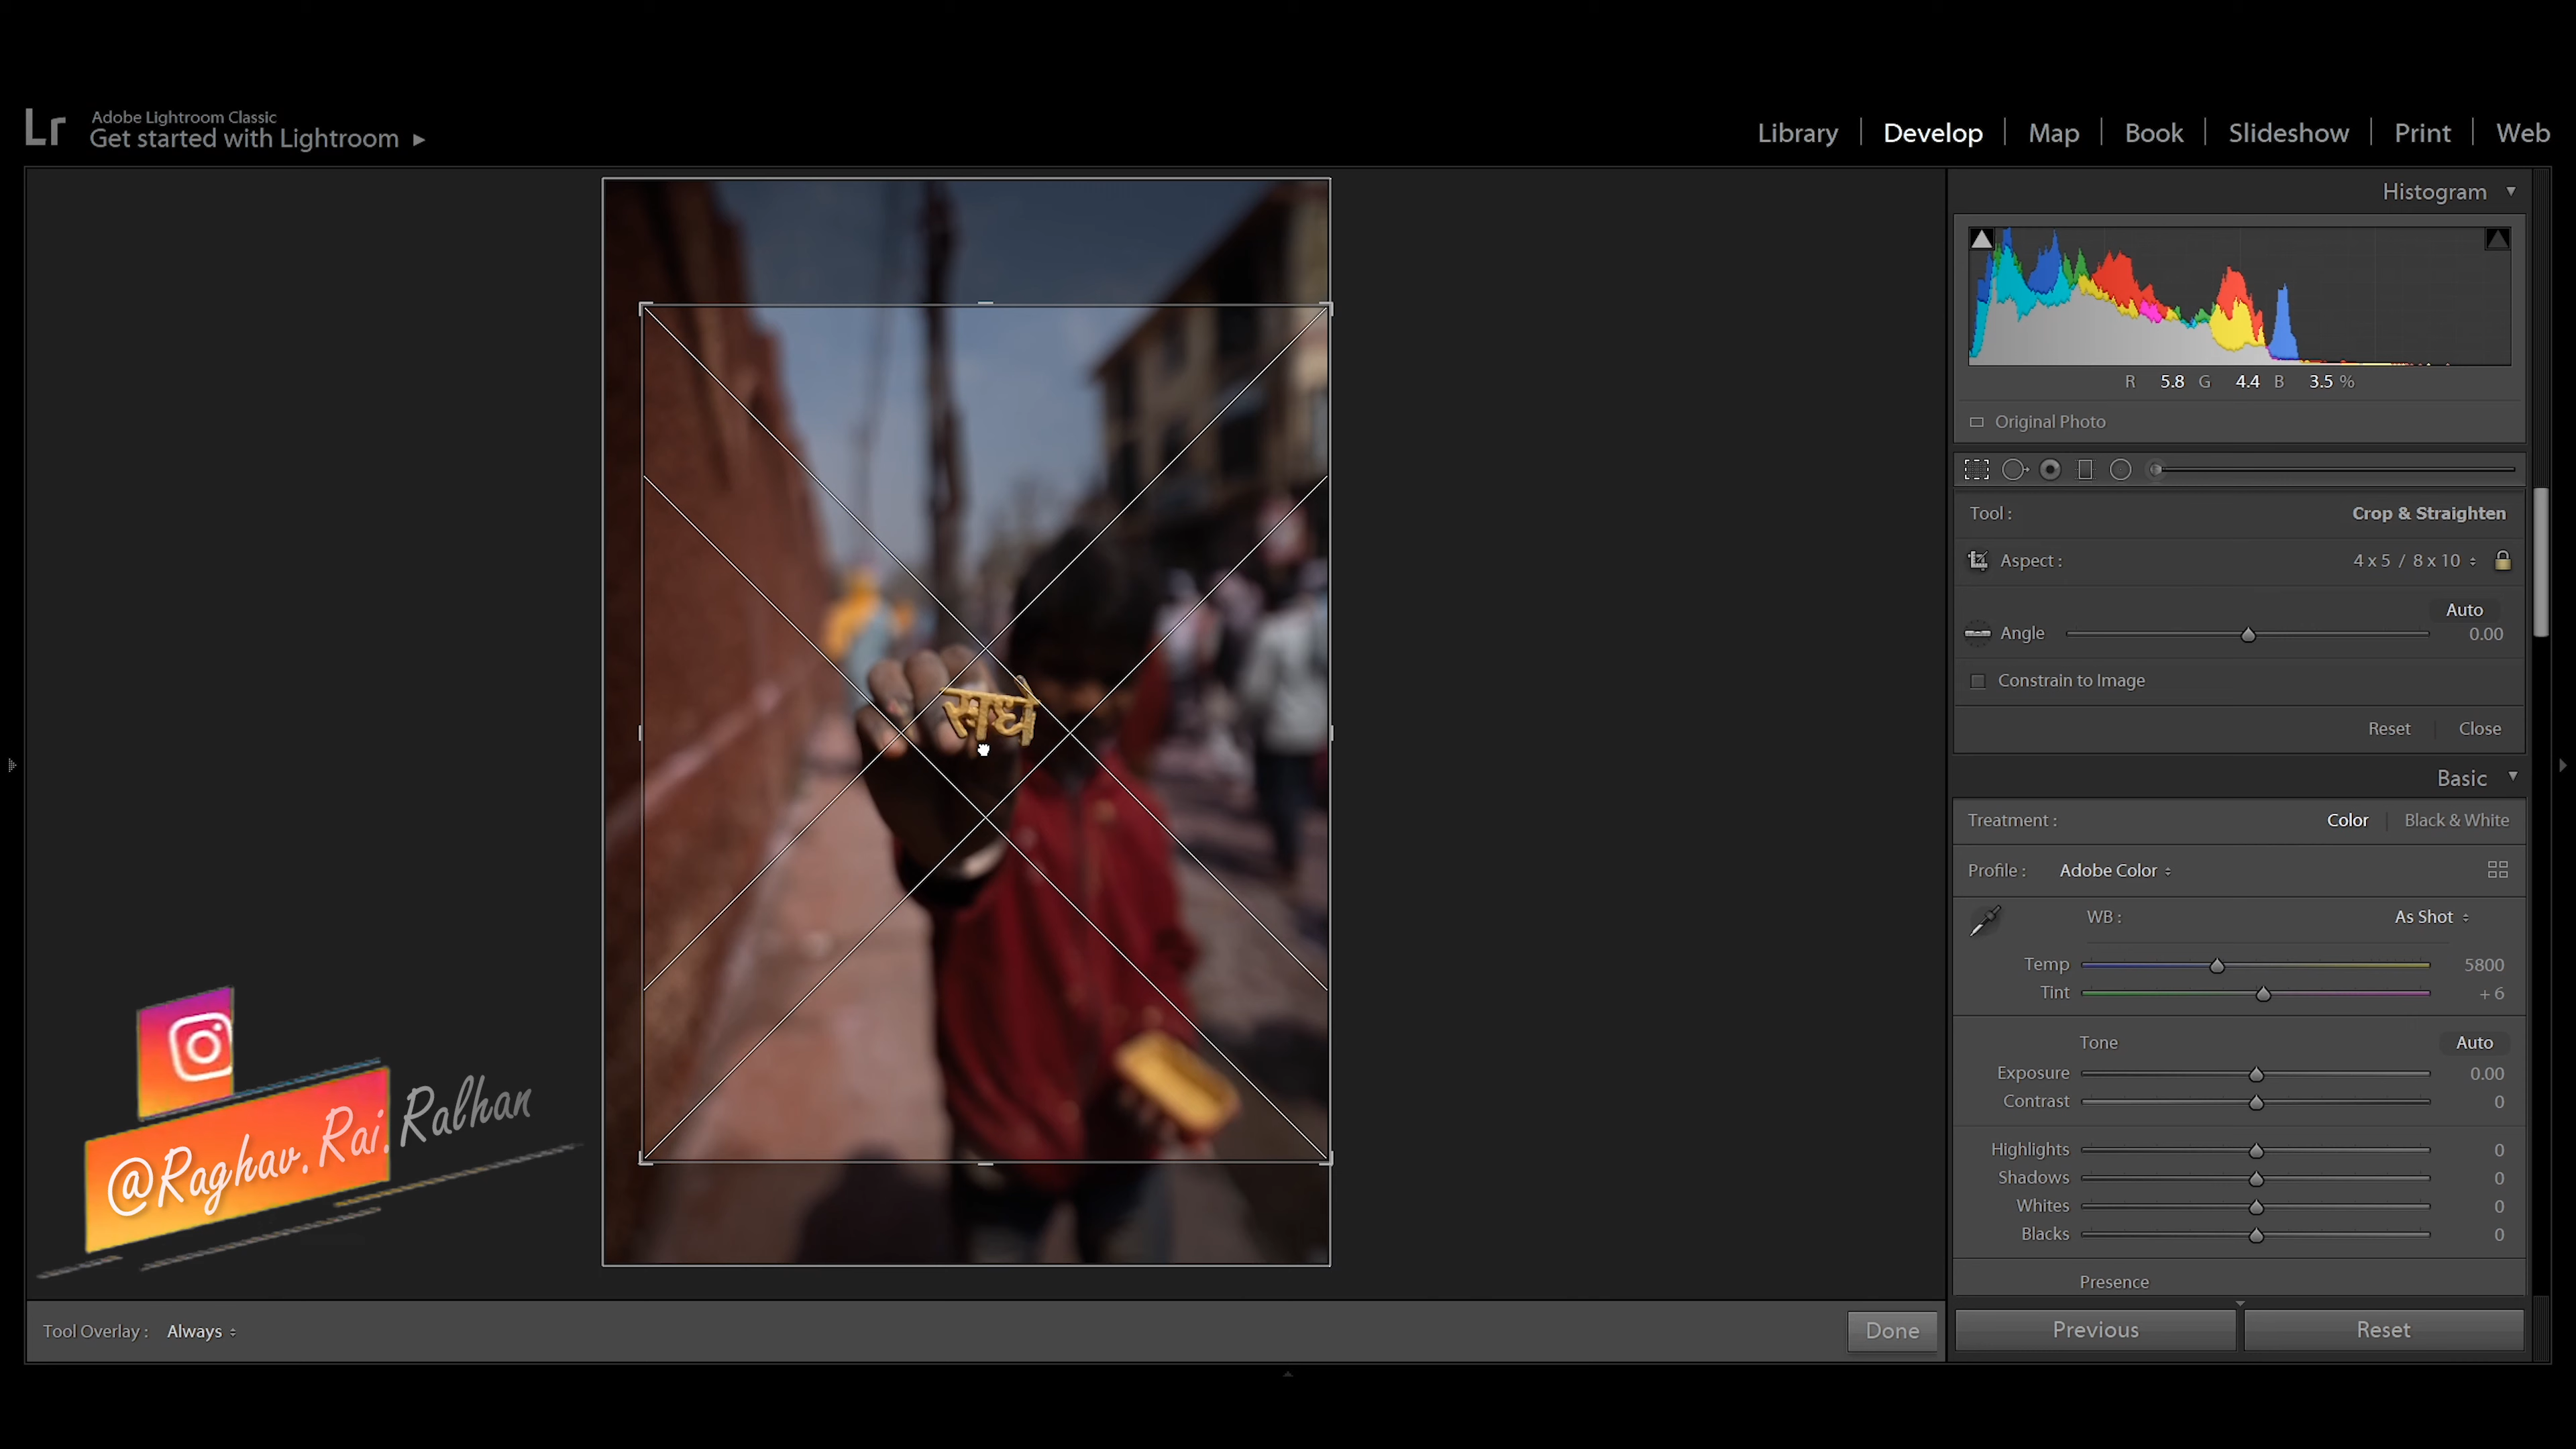 Lr
Adobe Lightroom Classic
Get started with Lightroom ▸
Library | Develop | Map | Book | Slideshow | Print | Web
Histogram
R 5.8 G 4.4 B 3.5 %
Original Photo
Tool : Crop & Straighten
Aspect : 4 x 5 / 8 x 10
Auto
Angle 0.00
Constrain to Image
Reset Close
Basic
Treatment : Color Black & White
Profile : Adobe Color
WB : As Shot
Temp 5800
Tint + 6
Tone Auto
Exposure 0.00
Contrast 0
Highlights 0
Shadows 0
Whites 0
Blacks 0
Presence
राधे
@Raghav.Rai.Ralhan
Tool Overlay : Always
Done
Previous Reset